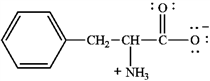 :O:
CH₂-CH-C-O:⁻
+ NH₃